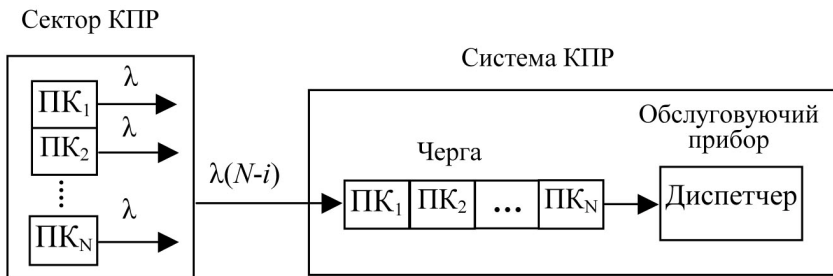 Сектор КПР
Система КПР
λ
ПК1
λ
ПК2
λ
ПКN
λ(N-i)
Черга
ПК1 ПК2 ... ПКN
Обслуговуючий
прибор
Диспетчер